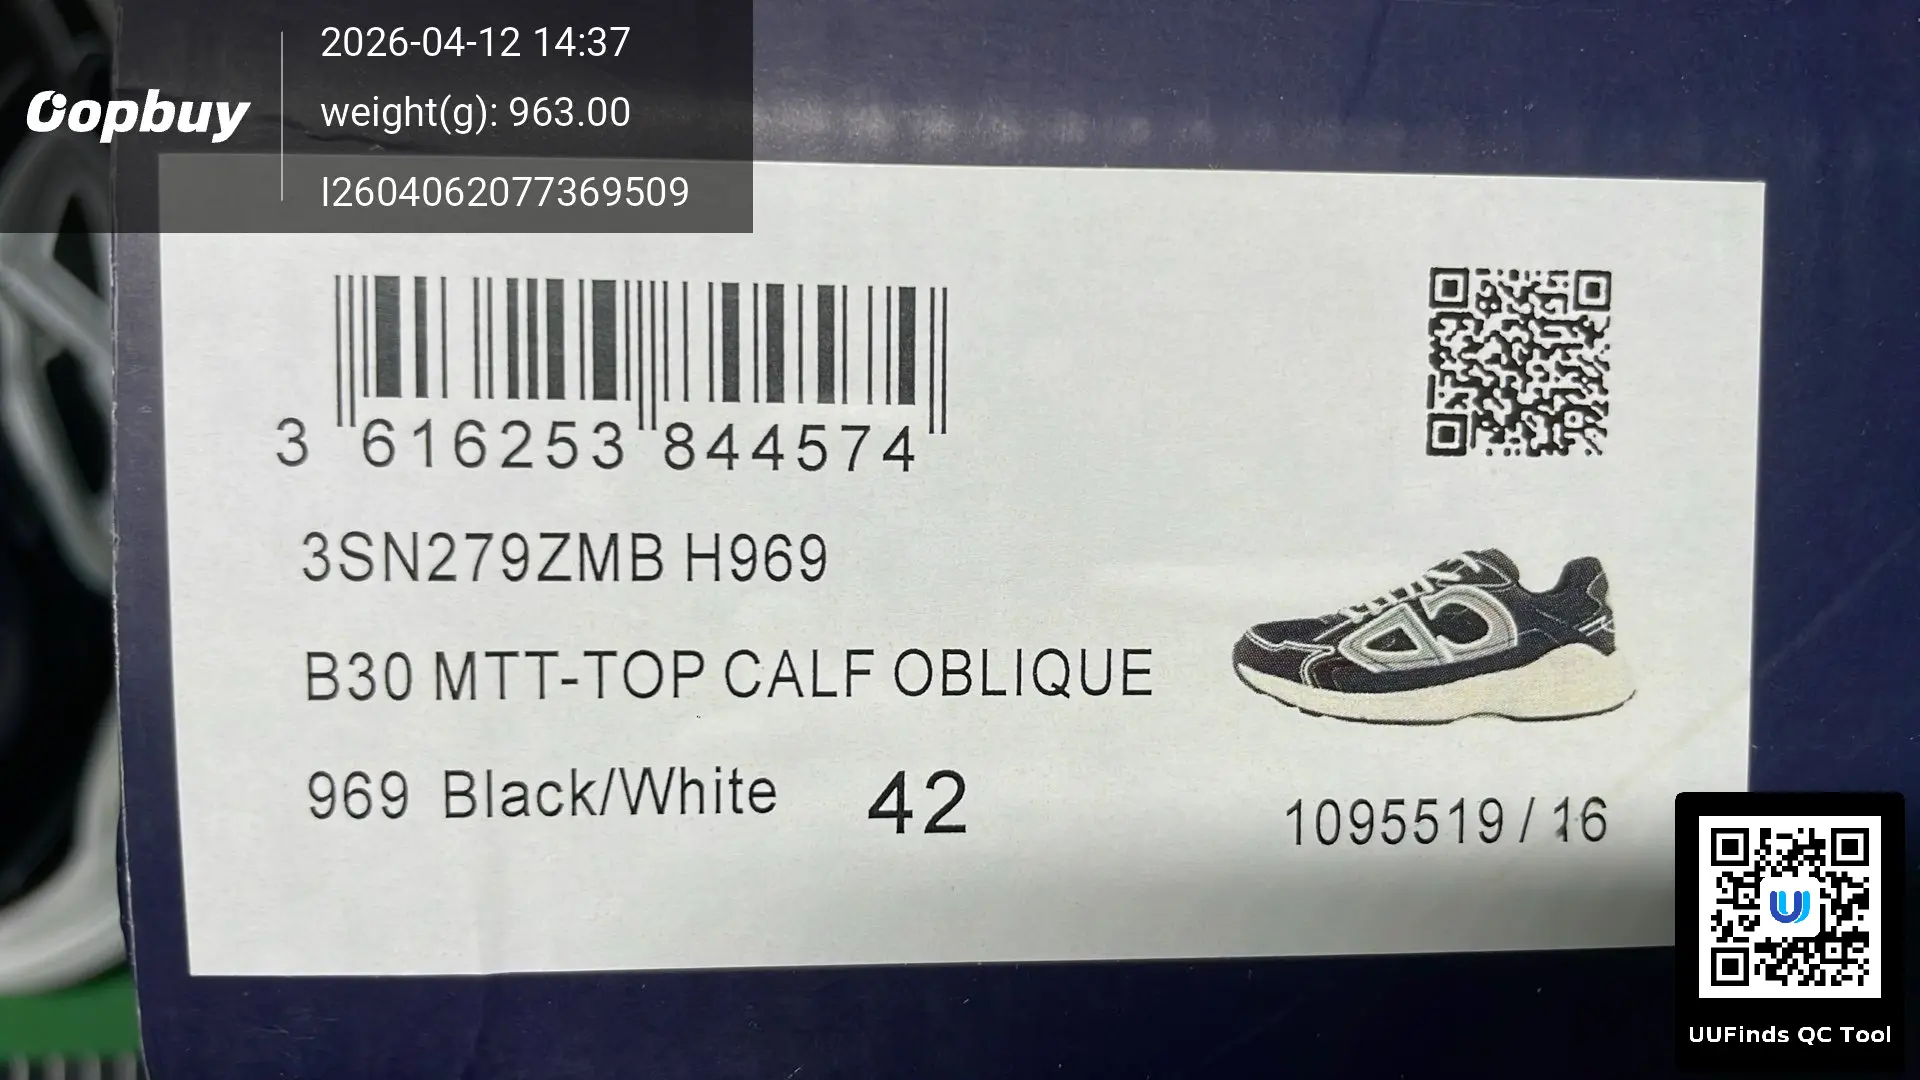 Oopbuy
2026-04-12 14:37
weight(g): 963.00
I2604062077369509
3 616253 844574
3SN279ZMB H969
B30 MTT-TOP CALF OBLIQUE
969 Black/White 42
1095519 / 16
UUFinds QC Tool